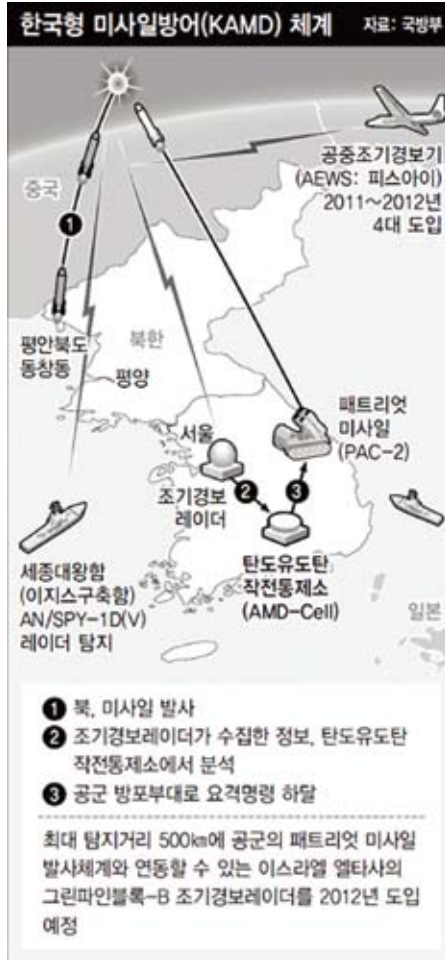 한국형 미사일방어(KAMD) 체계 자료: 국방부
공중조기경보기
(AEWS: 피스아이)
2011~2012년
4대 도입
중국
❶
북한
평안북도
동창동
평양
패트리엇
미사일
(PAC-2)
서울
조기경보
레이더
❷
❸
탄도유도탄
작전통제소
(AMD-Cell)
세종대왕함
(이지스구축함)
AN/SPY-1D(V)
레이더 탐지
일본
❶ 북, 미사일 발사
❷ 조기경보레이더가 수집한 정보, 탄도유도탄
작전통제소에서 분석
❸ 공군 방포부대로 요격명령 하달
최대 탐지거리 500㎞에 공군의 패트리엇 미사일
발사체계와 연동할 수 있는 이스라엘 엘타사의
그린파인블록-B 조기경보레이더를 2012년 도입
예정